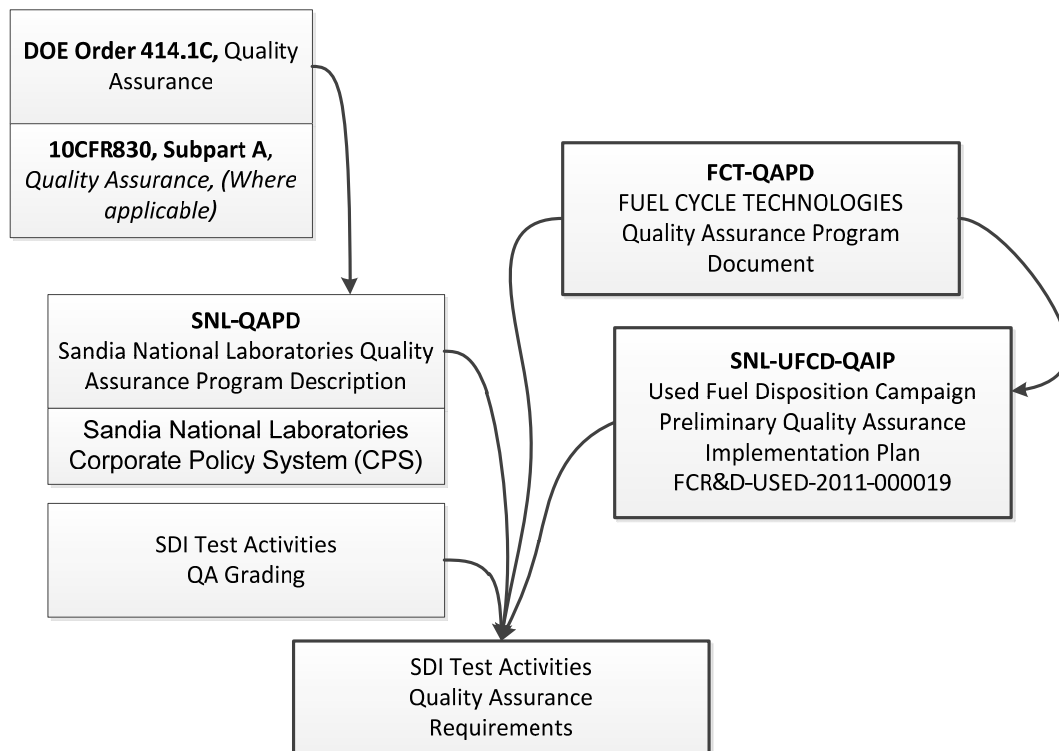 DOE Order 414.1C, Quality
Assurance
10CFR830, Subpart A,
Quality Assurance, (Where
applicable)
FCT-QAPD
FUEL CYCLE TECHNOLOGIES
Quality Assurance Program
Document
SNL-QAPD
Sandia National Laboratories Quality
Assurance Program Description
Sandia National Laboratories
Corporate Policy System (CPS)
SNL-UFCD-QAIP
Used Fuel Disposition Campaign
Preliminary Quality Assurance
Implementation Plan
FCR&D-USED-2011-000019
SDI Test Activities
QA Grading
SDI Test Activities
Quality Assurance
Requirements